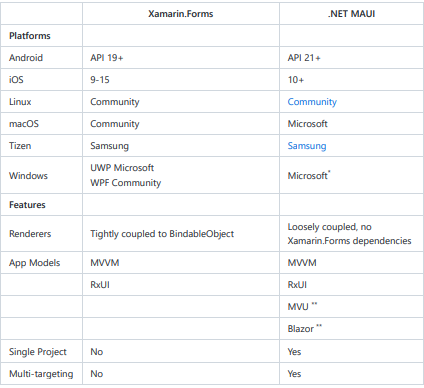 Xamarin.Forms .NET MAUI
Platforms
Android API 19+ API 21+
iOS 9-15 10+
Linux Community Community
macOS Community Microsoft
Tizen Samsung Samsung
Windows UWP Microsoft
WPF Community Microsoft*
Features
Renderers Tightly coupled to BindableObject Loosely coupled, no
Xamarin.Forms dependencies
App Models MVVM MVVM
RxUI RxUI
MVU **
Blazor **
Single Project No Yes
Multi-targeting No Yes